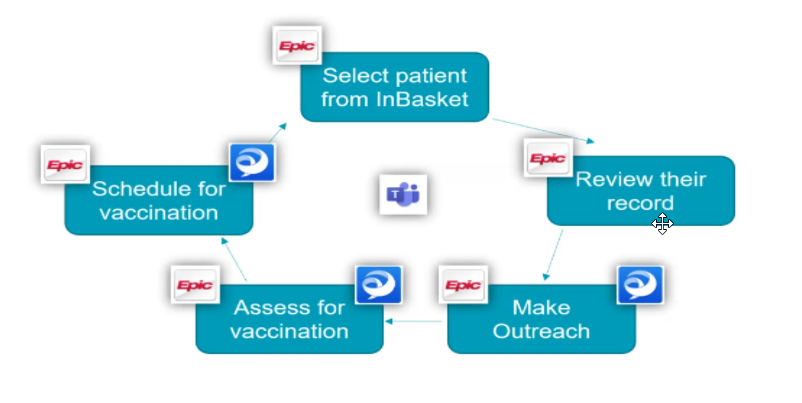 Epic
Select patient
from InBasket
Epic
Review their
record
Epic
Make
Outreach
Epic
Assess for
vaccination
Epic
Schedule for
vaccination
T